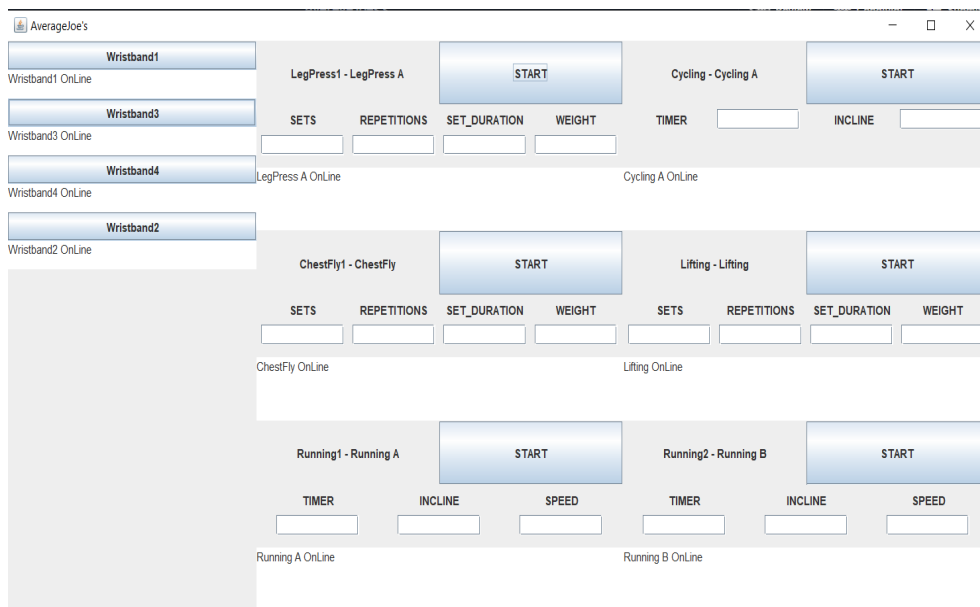 AverageJoe's
Wristband1
Wristband1 OnLine
Wristband3
Wristband3 OnLine
Wristband4
Wristband4 OnLine
Wristband2
Wristband2 OnLine
LegPress1 - LegPress A START
SETS REPETITIONS SET_DURATION WEIGHT
LegPress A OnLine
Cycling - Cycling A START
TIMER INCLINE
Cycling A OnLine
ChestFly1 - ChestFly START
SETS REPETITIONS SET_DURATION WEIGHT
ChestFly OnLine
Lifting - Lifting START
SETS REPETITIONS SET_DURATION WEIGHT
Lifting OnLine
Running1 - Running A START
TIMER INCLINE SPEED
Running A OnLine
Running2 - Running B START
TIMER INCLINE SPEED
Running B OnLine